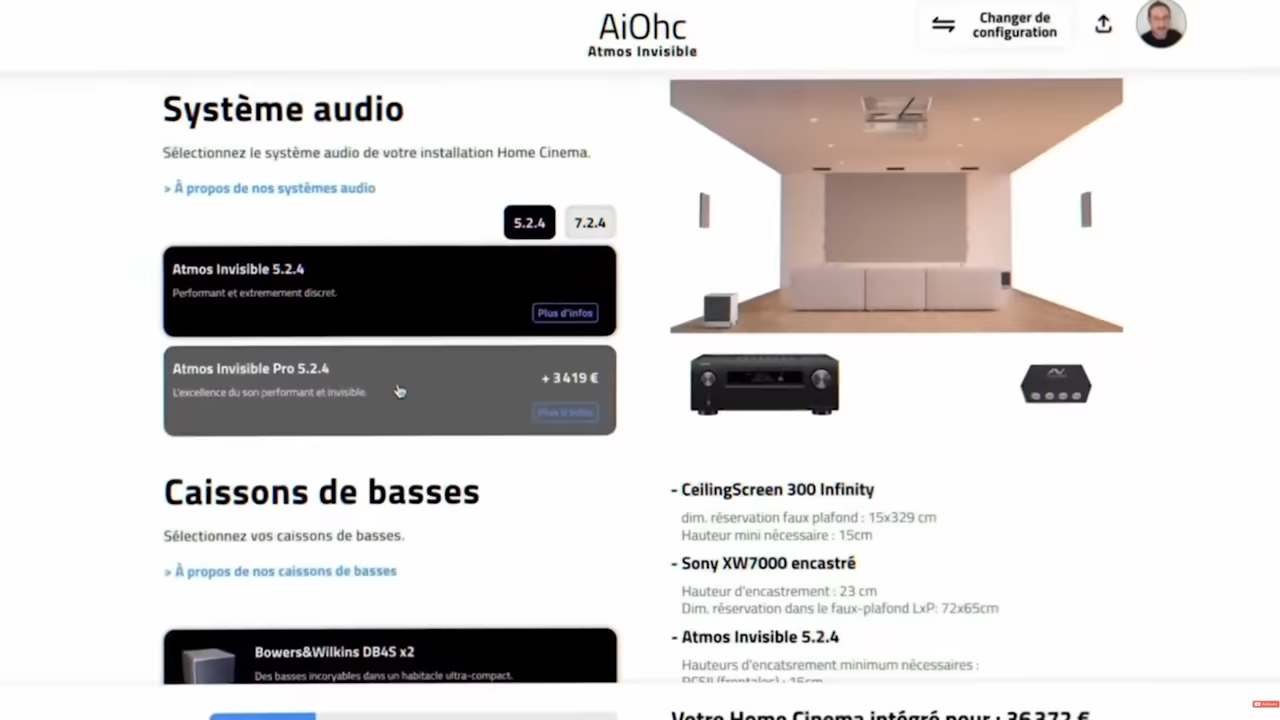 AiOhc
Atmos Invisible
Changer de
configuration
Système audio
Sélectionnez le système audio de votre installation Home Cinema.
> À propos de nos systèmes audio
5.2.4
7.2.4
Atmos Invisible 5.2.4
Performant et extremement discret.
Plus d'infos
Atmos Invisible Pro 5.2.4
+ 3 419 €
L'excellence du son performant et invisible.
Plus d'infos
Caissons de basses
Sélectionnez vos caissons de basses.
> À propos de nos caissons de basses
Bowers&Wilkins DB4S x2
Des basses incoryables dans un habitacle ultra-compact.
- CeilingScreen 300 Infinity
dim. réservation faux plafond : 15x329 cm
Hauteur mini nécessaire : 15cm
- Sony XW7000 encastré
Hauteur d'encastrement : 23 cm
Dim. réservation dans le faux-plafond LxP: 72x65cm
- Atmos Invisible 5.2.4
Hauteurs d'encatsrement minimum nécessaires :
Votre Home Cinema intégré pour : 36 372 €